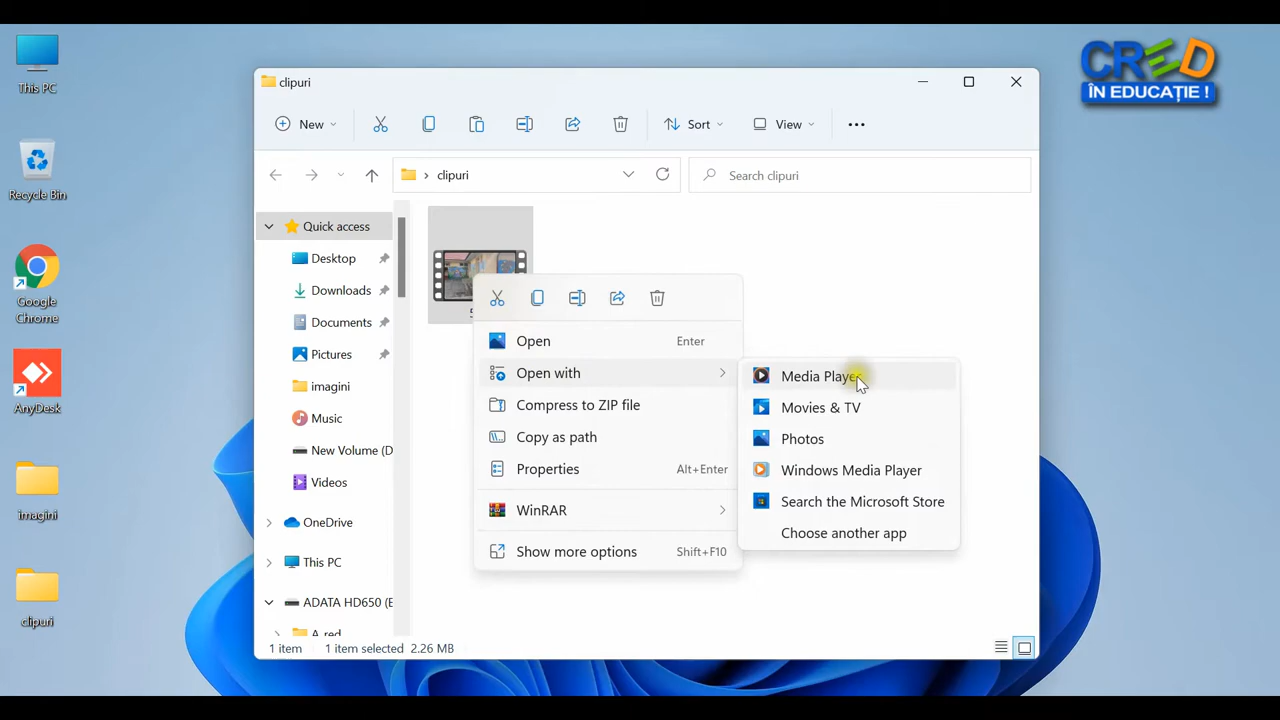 CRED
ÎN EDUCAȚIE !
This PC
Recycle Bin
Google
Chrome
AnyDesk
imagini
clipuri
clipuri
New
Sort
View
clipuri
Search clipuri
Quick access
Desktop
Downloads
Documents
Pictures
imagini
Music
New Volume (D
Videos
OneDrive
This PC
ADATA HD650 (E
A red
Open Enter
Open with
Compress to ZIP file
Copy as path
Properties Alt+Enter
WinRAR
Show more options Shift+F10
Media Player
Movies & TV
Photos
Windows Media Player
Search the Microsoft Store
Choose another app
1 item 1 item selected 2.26 MB